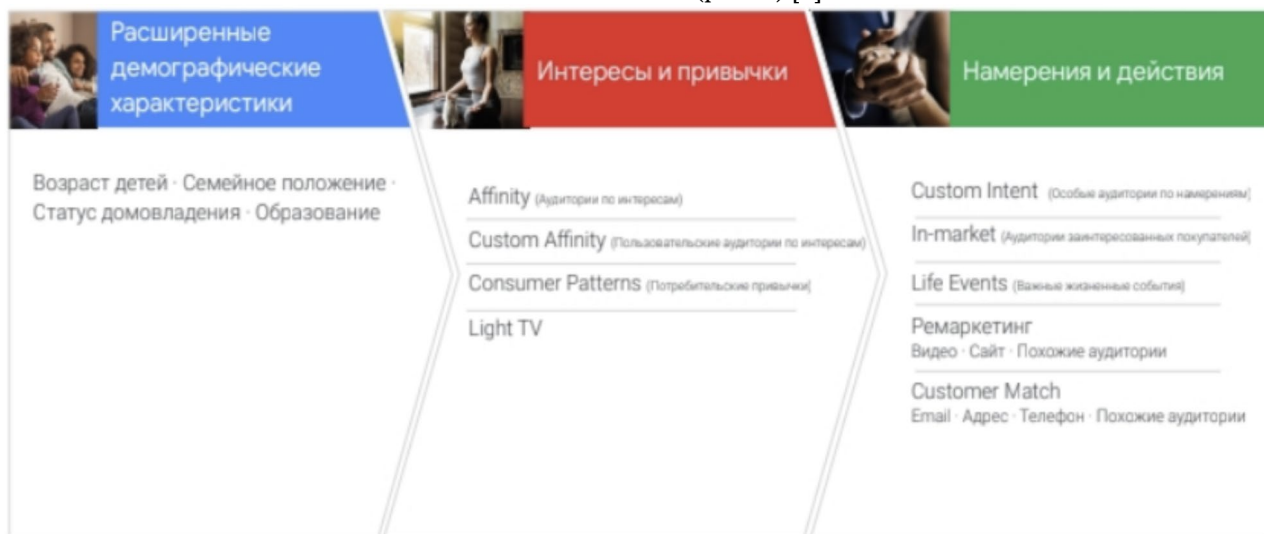 Расширенные
демографические
характеристики
Интересы и привычки
Намерения и действия
Возраст детей · Семейное положение ·
Статус домовладения · Образование
Affinity (Аудитории по интересам)
Custom Affinity (Пользовательские аудитории по интересам)
Consumer Patterns (Потребительские привычки)
Light TV
Custom Intent (Особые аудитории по намерениям)
In-market (Аудитории заинтересованных покупателей)
Life Events (Важные жизненные события)
Ремаркетинг
Видео · Сайт · Похожие аудитории
Customer Match
Email · Адрес · Телефон · Похожие аудитории